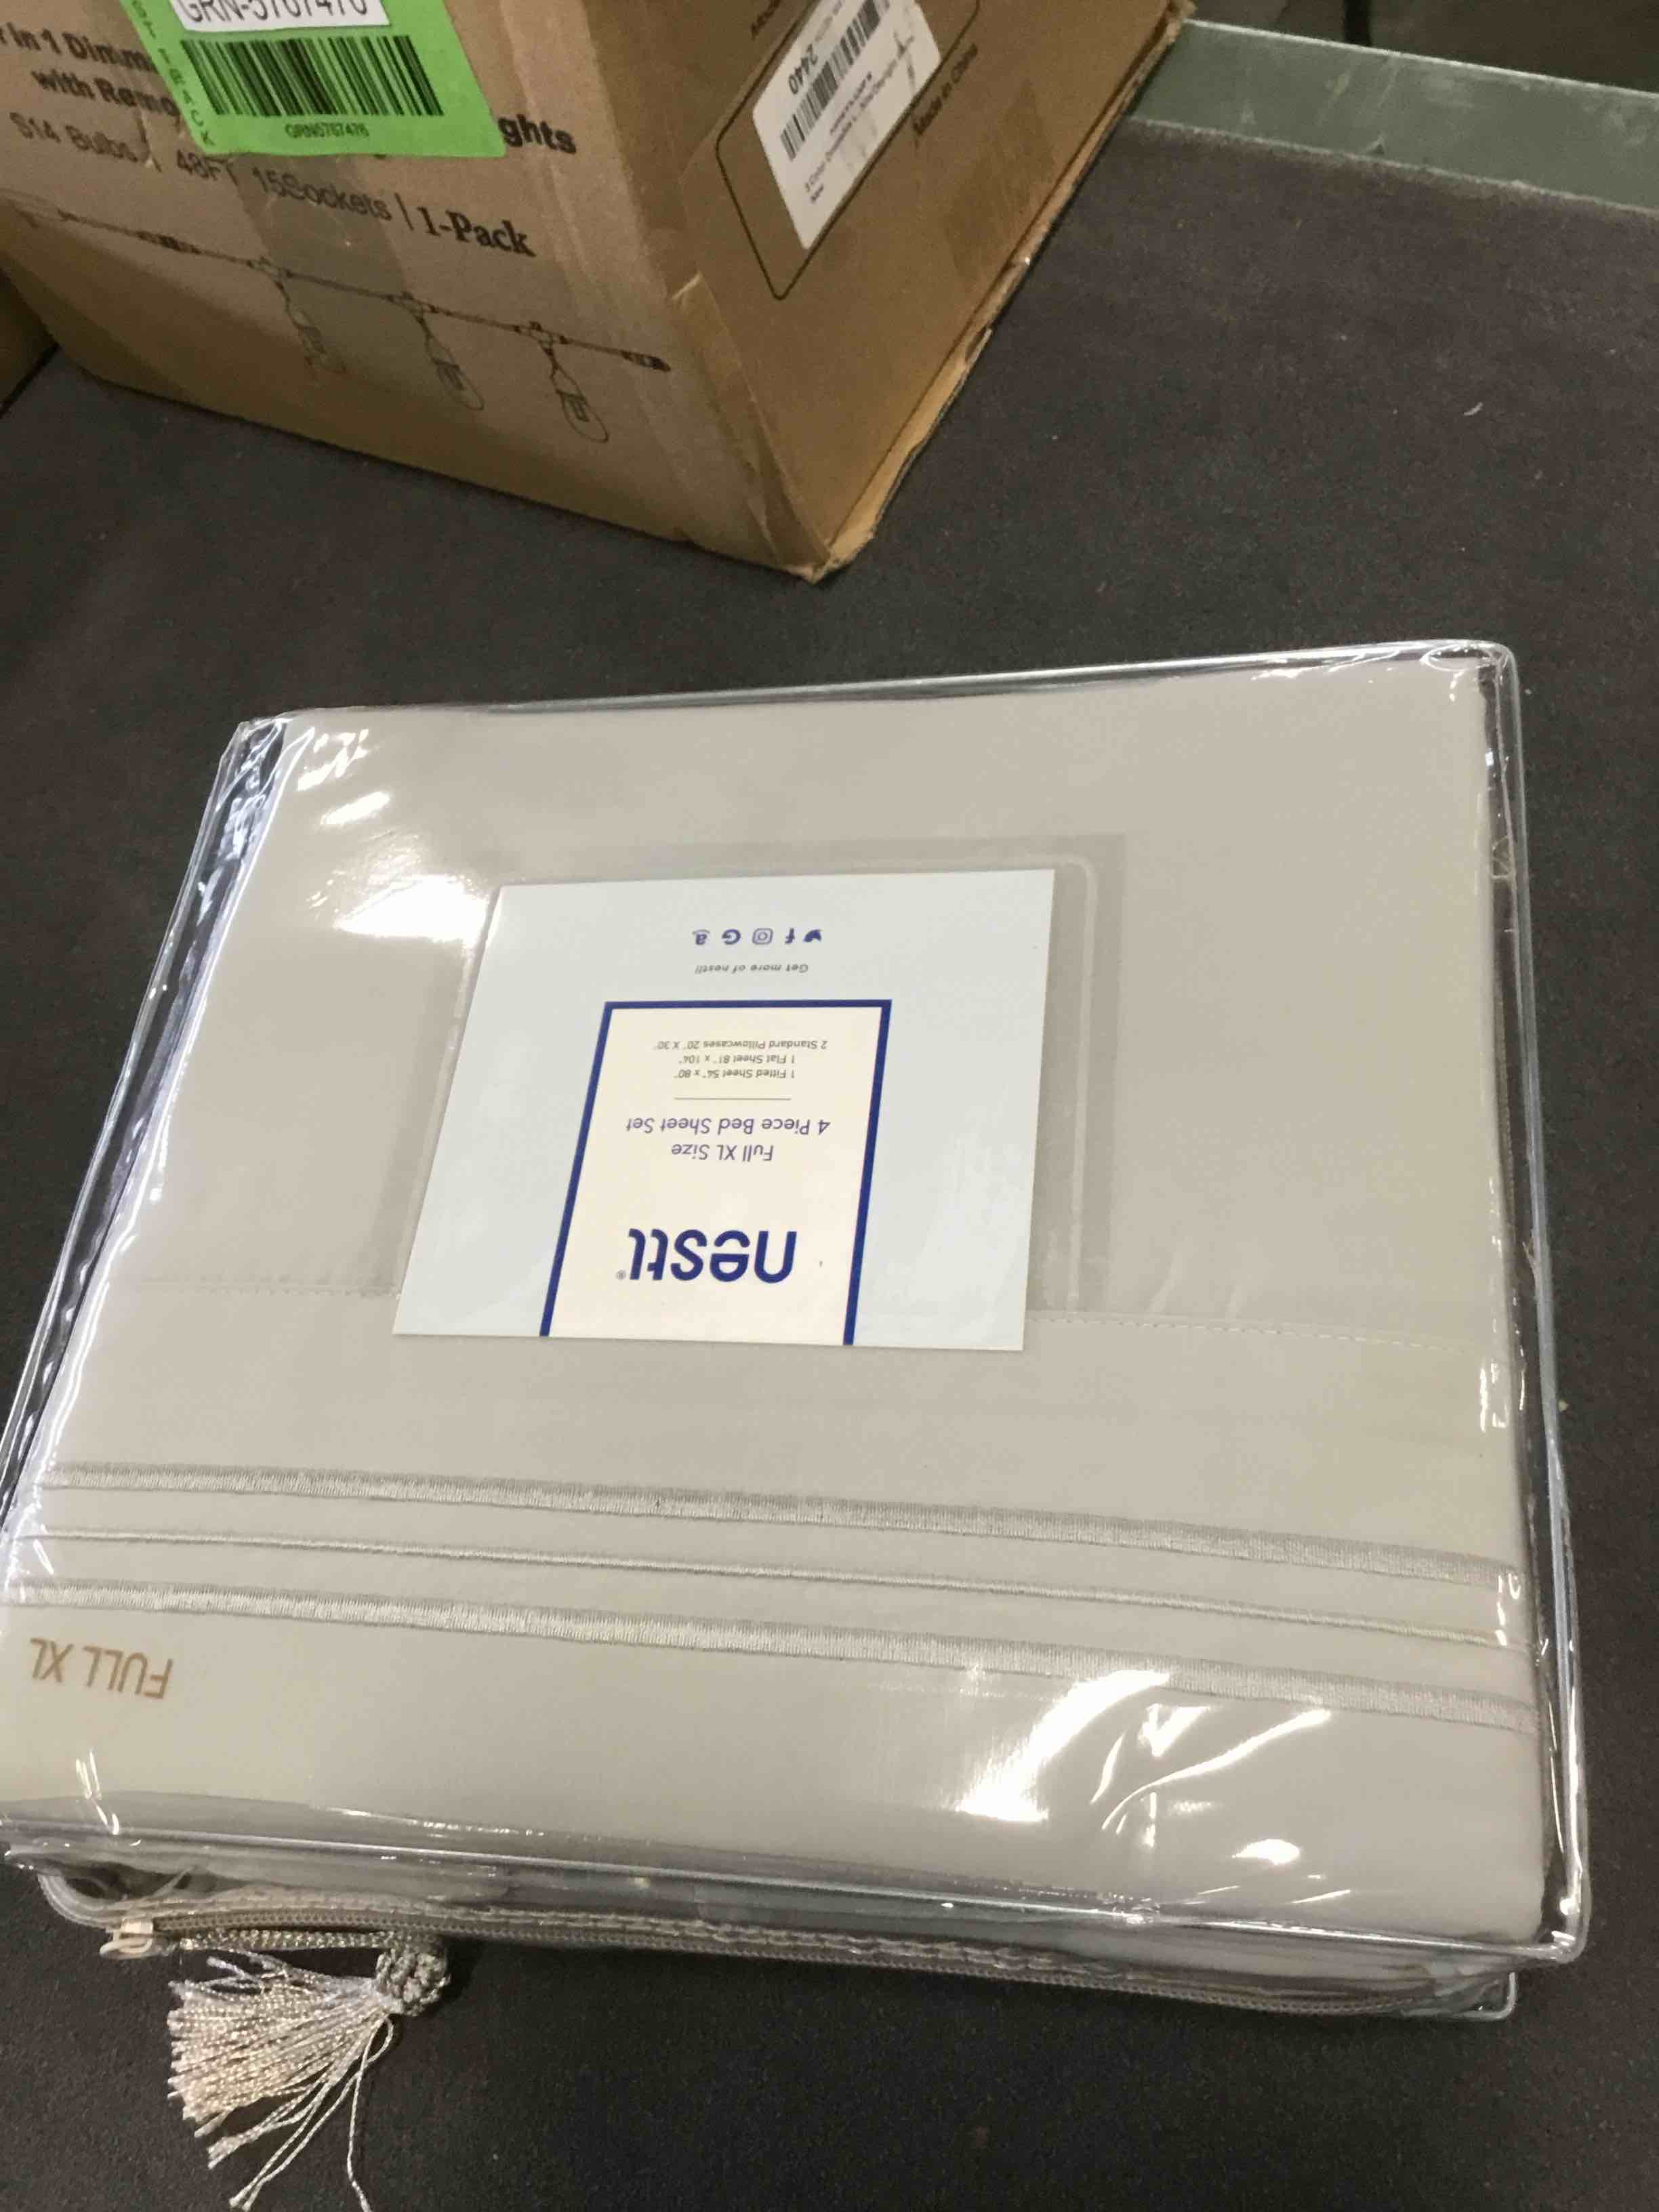 GRN-5767476
in 1 Dimm
with Remo
ghts
GRN5767476
S14 Bulbs | 48FT 15Sockets | 1-Pack
2440
Made in China
nestl®
Full XL Size
4 Piece Bed Sheet Set
1 Fitted Sheet 54" x 80"
1 Flat Sheet 81" x 104"
2 Standard Pillowcases 20" X 30"
Get more of nestl!
FULL XL